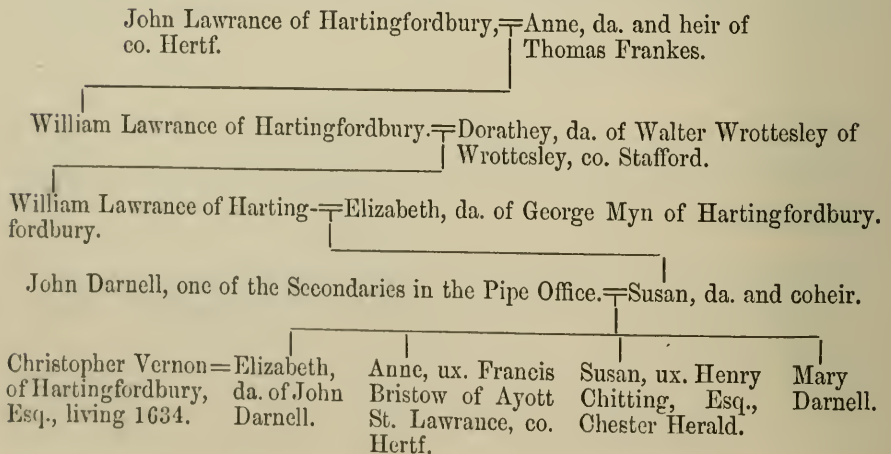 John Lawrance of Hartingfordbury,=Anne, da. and heir of
co. Hertf.
Thomas Frankes.
William Lawrance of Hartingfordbury.=Dorathey, da. of Walter Wrottesley of
Wrottesley, co. Stafford.
William Lawrance of Harting-=Elizabeth, da. of George Myn of Hartingfordbury.
fordbury.
John Darnell, one of the Secondaries in the Pipe Office.=Susan, da. and coheir.
Christopher Vernon=
of Hartingfordbury,
Esq., living 1634.
Elizabeth,
da. of John
Darnell.
Anne, ux. Francis
Bristow of Ayott
St. Lawrance, co.
Hertf.
Susan, ux. Henry
Chitting, Esq.,
Chester Herald.
Mary
Darnell.